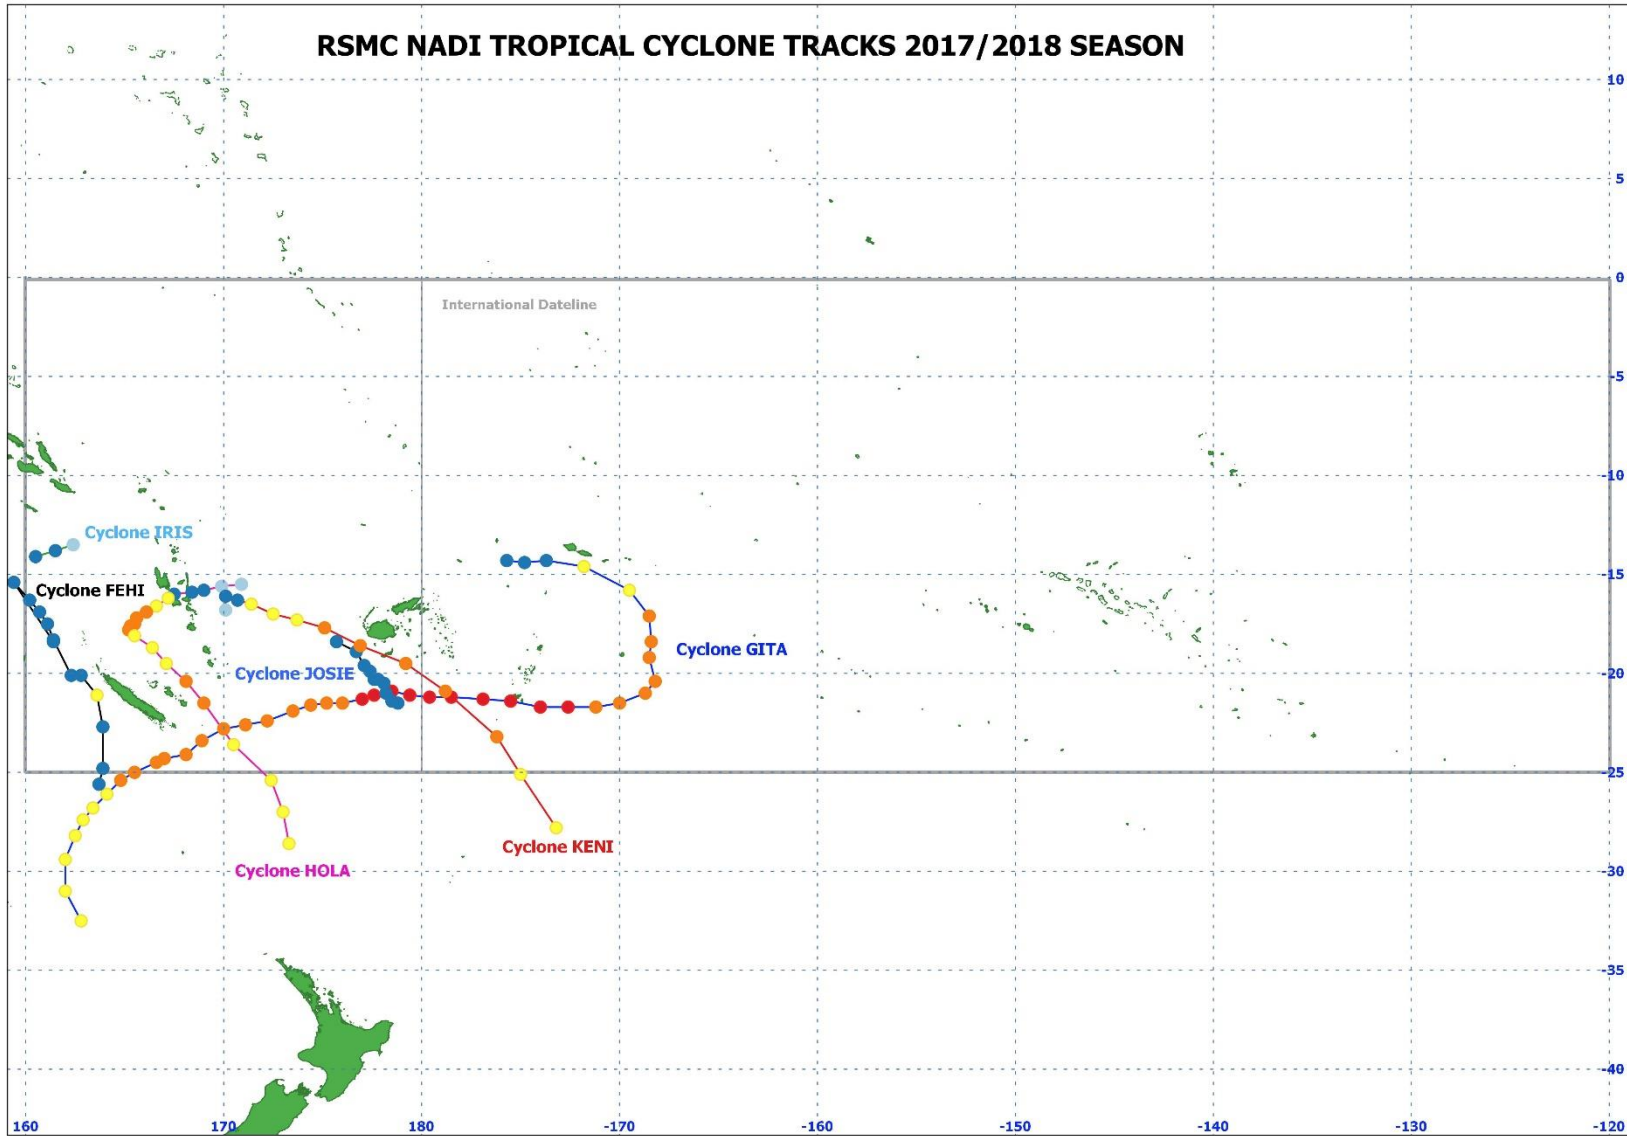 RSMC NADI TROPICAL CYCLONE TRACKS 2017/2018 SEASON
10
5
0
International Dateline
-5
-10
Cyclone IRIS
-15
Cyclone FEHI
Cyclone GITA
Cyclone JOSIE
-20
-25
Cyclone KENI
Cyclone HOLA
-30
-35
-40
160 170 180 -170 -160 -150 -140 -130 -120